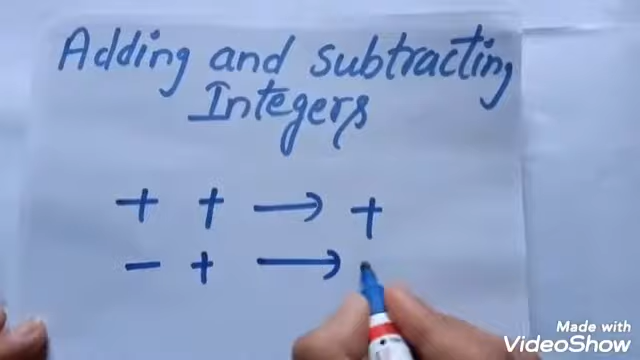 Adding and subtracting
Integers
+ + → +
- + →
Made with
VideoShow